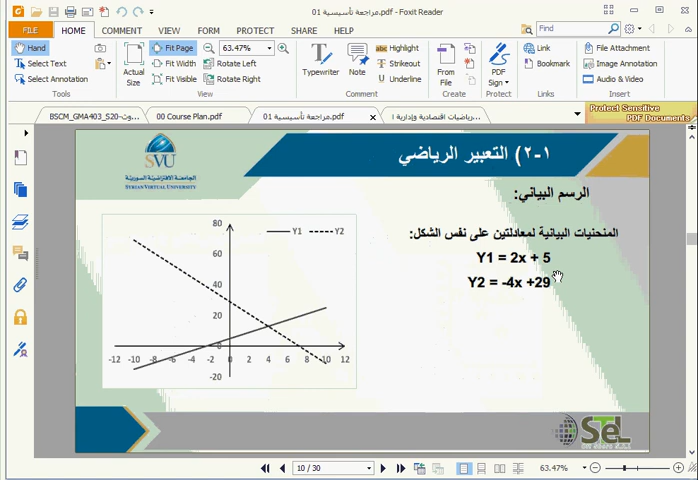 مراجعة تأسيسية 01.pdf - Foxit Reader
FILE HOME COMMENT VIEW PROTECT SHARE HELP
Find
Hand
Select Text
Select Annotation
Actual Size
Fit Page
Fit Width
Fit Visible
63.47%
Rotate Left
Rotate Right
View
Typewriter
Note
Highlight
Strikeout
Underline
Comment
From File
Create
PDF Sign
Protect
Link
Bookmark
Links
File Attachment
Image Annotation
Audio & Video
Insert
BSCM_GMA403_S20-...
00 Course Plan.pdf
مراجعة تأسيسية 01.pdf
Protect Sensitive
PDF Documents
SVU
الجامعة الافتراضية السورية
SYRIAN VIRTUAL UNIVERSITY
١-٢) التعبير الرياضي
الرسم البياني:
المنحنيات البيانية لمعادلتين على نفس الشكل:
Y1 = 2x + 5
Y2 = -4x +29
Y1 Y2
80
60
40
20
0
-20
-12 -10 -8 -6 -4 -2 0 2 4 6 8 10 12
SeL
10 / 30
63.47%